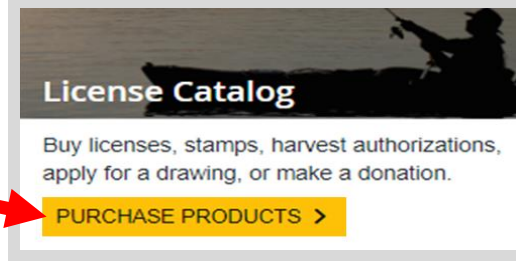 License Catalog
Buy licenses, stamps, harvest authorizations,
apply for a drawing, or make a donation.
PURCHASE PRODUCTS >